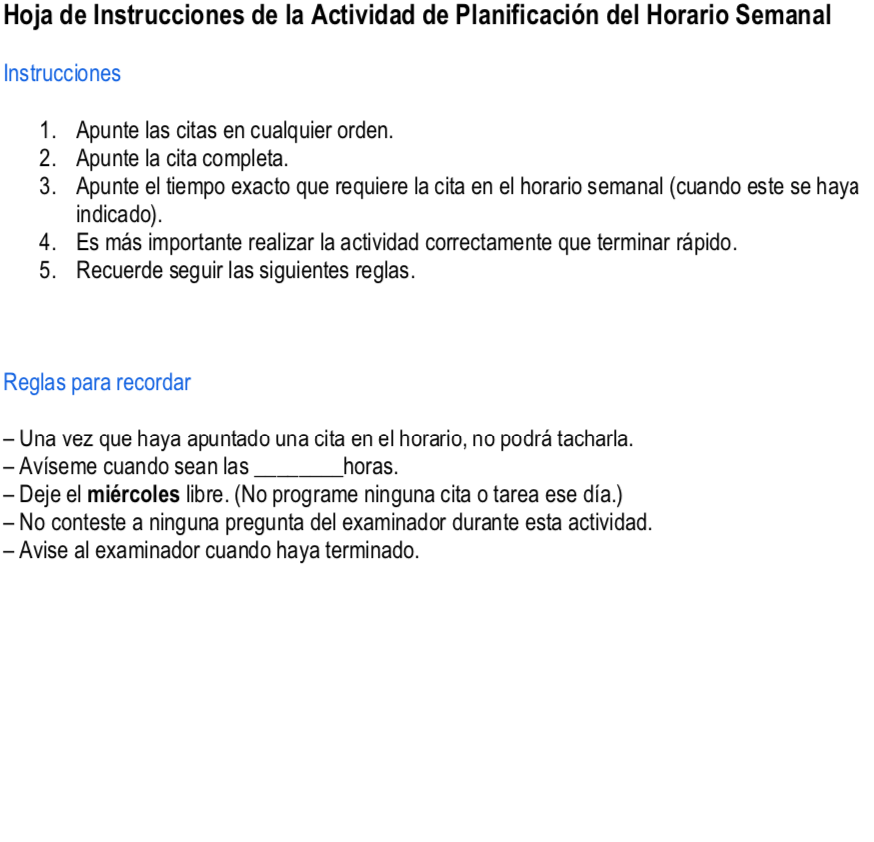 Hoja de Instrucciones de la Actividad de Planificación del Horario Semanal
Instrucciones
1. Apunte las citas en cualquier orden.
2. Apunte la cita completa.
3. Apunte el tiempo exacto que requiere la cita en el horario semanal (cuando este se haya
indicado).
4. Es más importante realizar la actividad correctamente que terminar rápido.
5. Recuerde seguir las siguientes reglas.
Reglas para recordar
– Una vez que haya apuntado una cita en el horario, no podrá tacharla.
– Avíseme cuando sean las ________horas.
– Deje el miércoles libre. (No programe ninguna cita o tarea ese día.)
– No conteste a ninguna pregunta del examinador durante esta actividad.
– Avise al examinador cuando haya terminado.